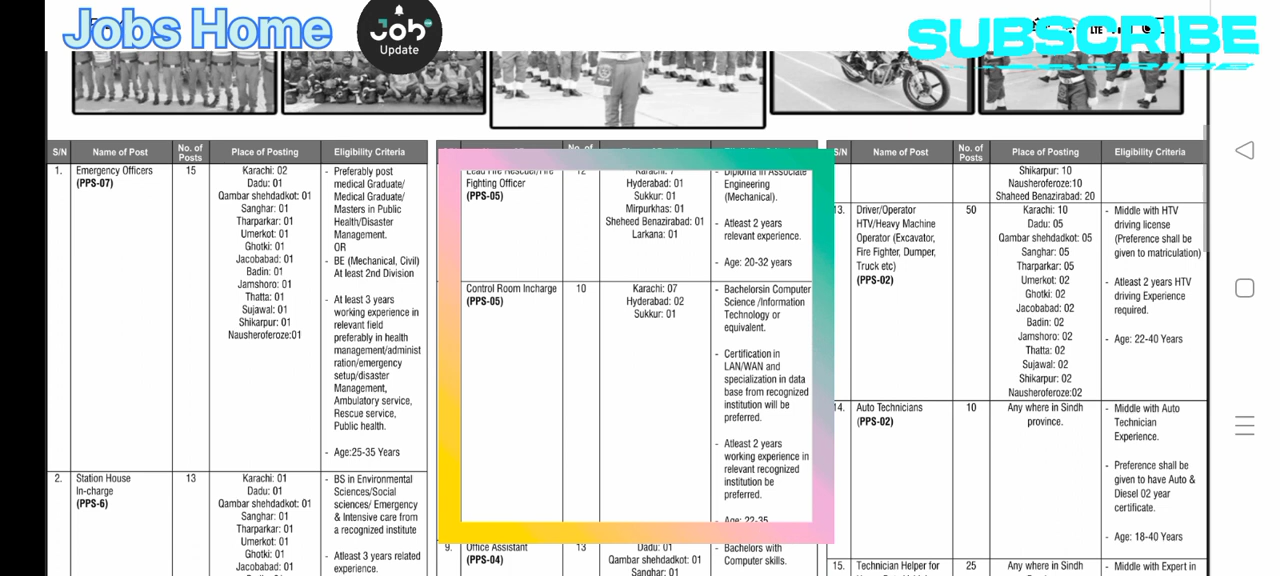 Jobs Home
Job
Update
SUBSCRIBE
LTE
S/N Name of Post No. of Posts Place of Posting Eligibility Criteria
1. Emergency Officers
(PPS-07)
15
Karachi: 02
Dadu: 01
Qambar shehdadkot: 01
Sanghar: 01
Tharparkar: 01
Umerkot: 01
Ghotki: 01
Jacobabad: 01
Badin: 01
Jamshoro: 01
Thatta: 01
Sujawal: 01
Shikarpur: 01
Nausheroferoze:01
- Preferably post
medical Graduate/
Medical Graduate/
Masters in Public
Health/Disaster
Management.
OR
- BE (Mechanical, Civil)
At least 2nd Division
- At least 3 years
working experience in
relevant field
preferably in health
management/administ
ration/emergency
setup/disaster
Management,
Ambulatory service,
Rescue service,
Public health.
- Age:25-35 Years
2. Station House
In-charge
(PPS-6)
13
Karachi: 01
Dadu: 01
Qambar shehdadkot: 01
Sanghar: 01
Tharparkar: 01
Umerkot: 01
Ghotki: 01
Jacobabad: 01
- BS in Environmental
Sciences/Social
sciences/ Emergency
& Intensive care from
a recognized institute
- Atleast 3 years related
experience.
Lead Fire Rescuer/Fire
Fighting Officer
(PPS-05)
12
Karachi: 7
Hyderabad: 01
Sukkur: 01
Mirpurkhas: 01
Sheheed Benazirabad: 01
Larkana: 01
- Diploma in Associate
Engineering
(Mechanical).
- Atleast 2 years
relevant experience.
- Age: 20-32 years
Control Room Incharge
(PPS-05)
10
Karachi: 07
Hyderabad: 02
Sukkur: 01
- Bachelorsin Computer
Science /Information
Technology or
equivalent.
- Certification in
LAN/WAN and
specialization in data
base from recognized
institution will be
preferred.
- Atleast 2 years
working experience in
relevant recognized
institution be
preferred.
- Age: 22-35
9. Office Assistant
(PPS-04)
13
Dadu: 01
Qambar shehdadkot: 01
Sanghar: 01
- Bachelors with
Computer skills.
S/N Name of Post No. of Posts Place of Posting Eligibility Criteria
Shikarpur: 10
Nausheroferoze:10
Shaheed Benazirabad: 20
13. Driver/Operator
HTV/Heavy Machine
Operator (Excavator,
Fire Fighter, Dumper,
Truck etc)
(PPS-02)
50
Karachi: 10
Dadu: 05
Qambar shehdadkot: 05
Sanghar: 05
Tharparkar: 05
Umerkot: 02
Ghotki: 02
Jacobabad: 02
Badin: 02
Jamshoro: 02
Thatta: 02
Sujawal: 02
Shikarpur: 02
Nausheroferoze:02
- Middle with HTV
driving license
(Preference shall be
given to matriculation)
- Atleast 2 years HTV
driving Experience
required.
- Age: 22-40 Years
14. Auto Technicians
(PPS-02)
10
Any where in Sindh
province.
- Middle with Auto
Technician
Experience.
- Preference shall be
given to have Auto &
Diesel 02 year
certificate.
- Age: 18-40 Years
15. Technician Helper for
25
Any where in Sindh
- Middle with Expert in